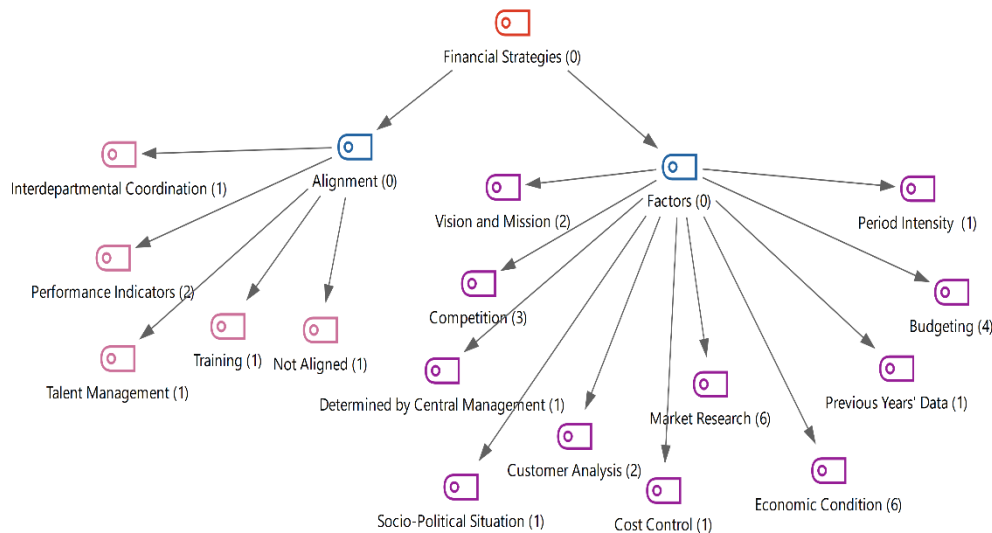 Financial Strategies (0)
Alignment (0)
Interdepartmental Coordination (1)
Performance Indicators (2)
Talent Management (1)
Training (1)
Not Aligned (1)
Factors (0)
Vision and Mission (2)
Competition (3)
Determined by Central Management (1)
Socio-Political Situation (1)
Customer Analysis (2)
Cost Control (1)
Market Research (6)
Economic Condition (6)
Previous Years' Data (1)
Budgeting (4)
Period Intensity (1)